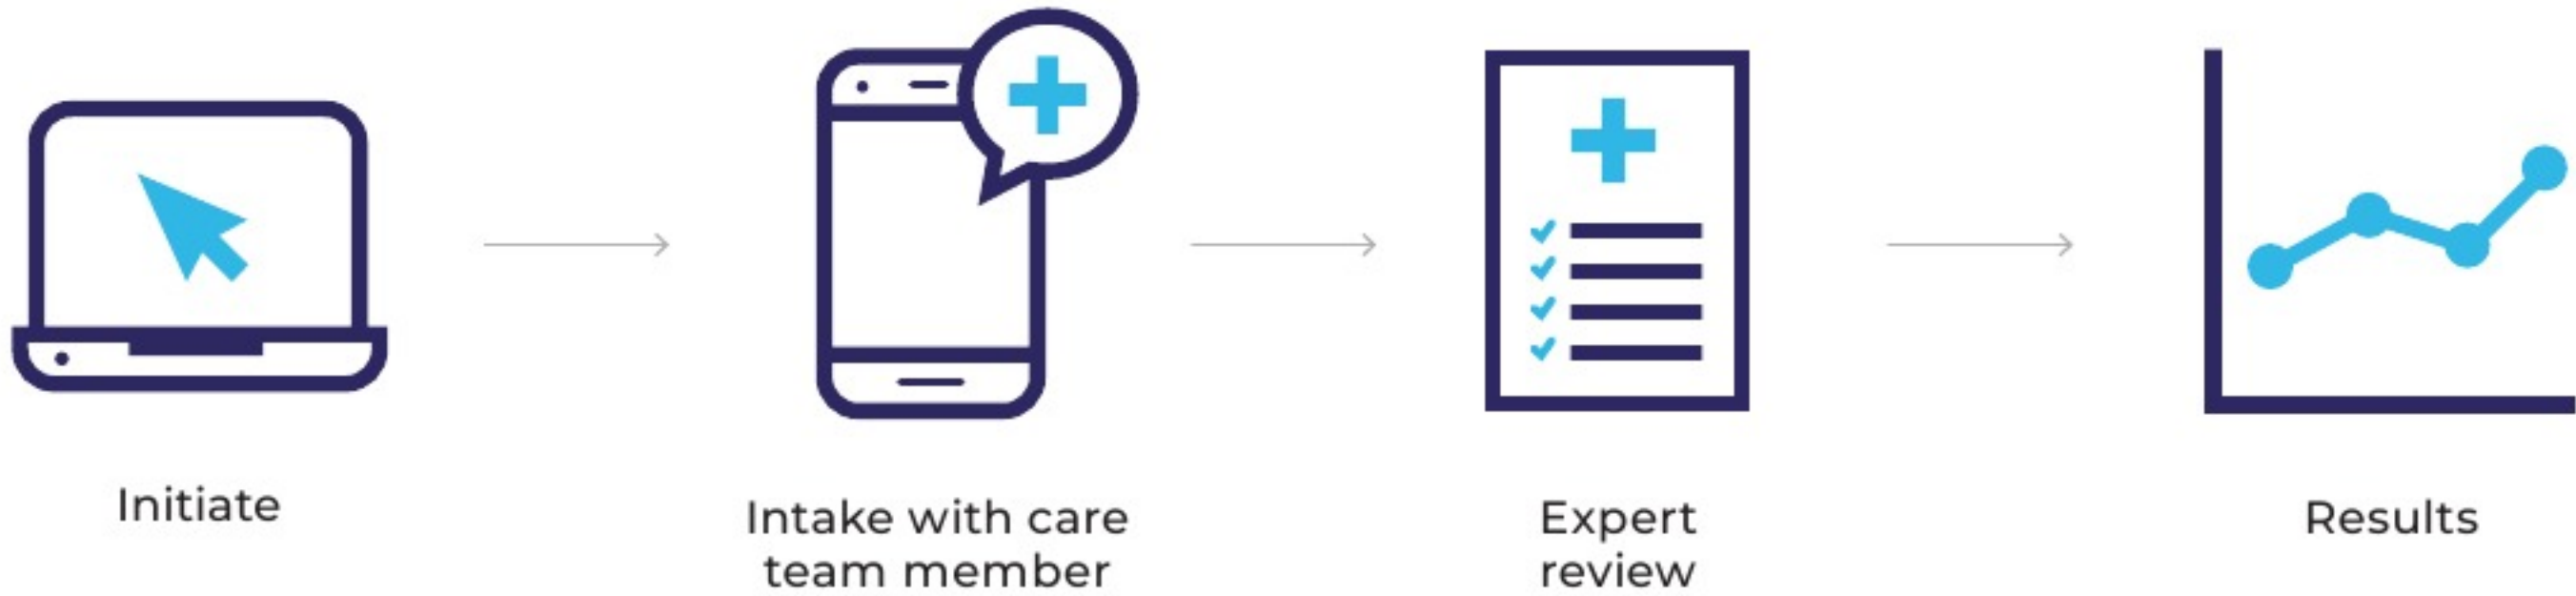 Initiate
Intake with care
team member
Expert
review
Results